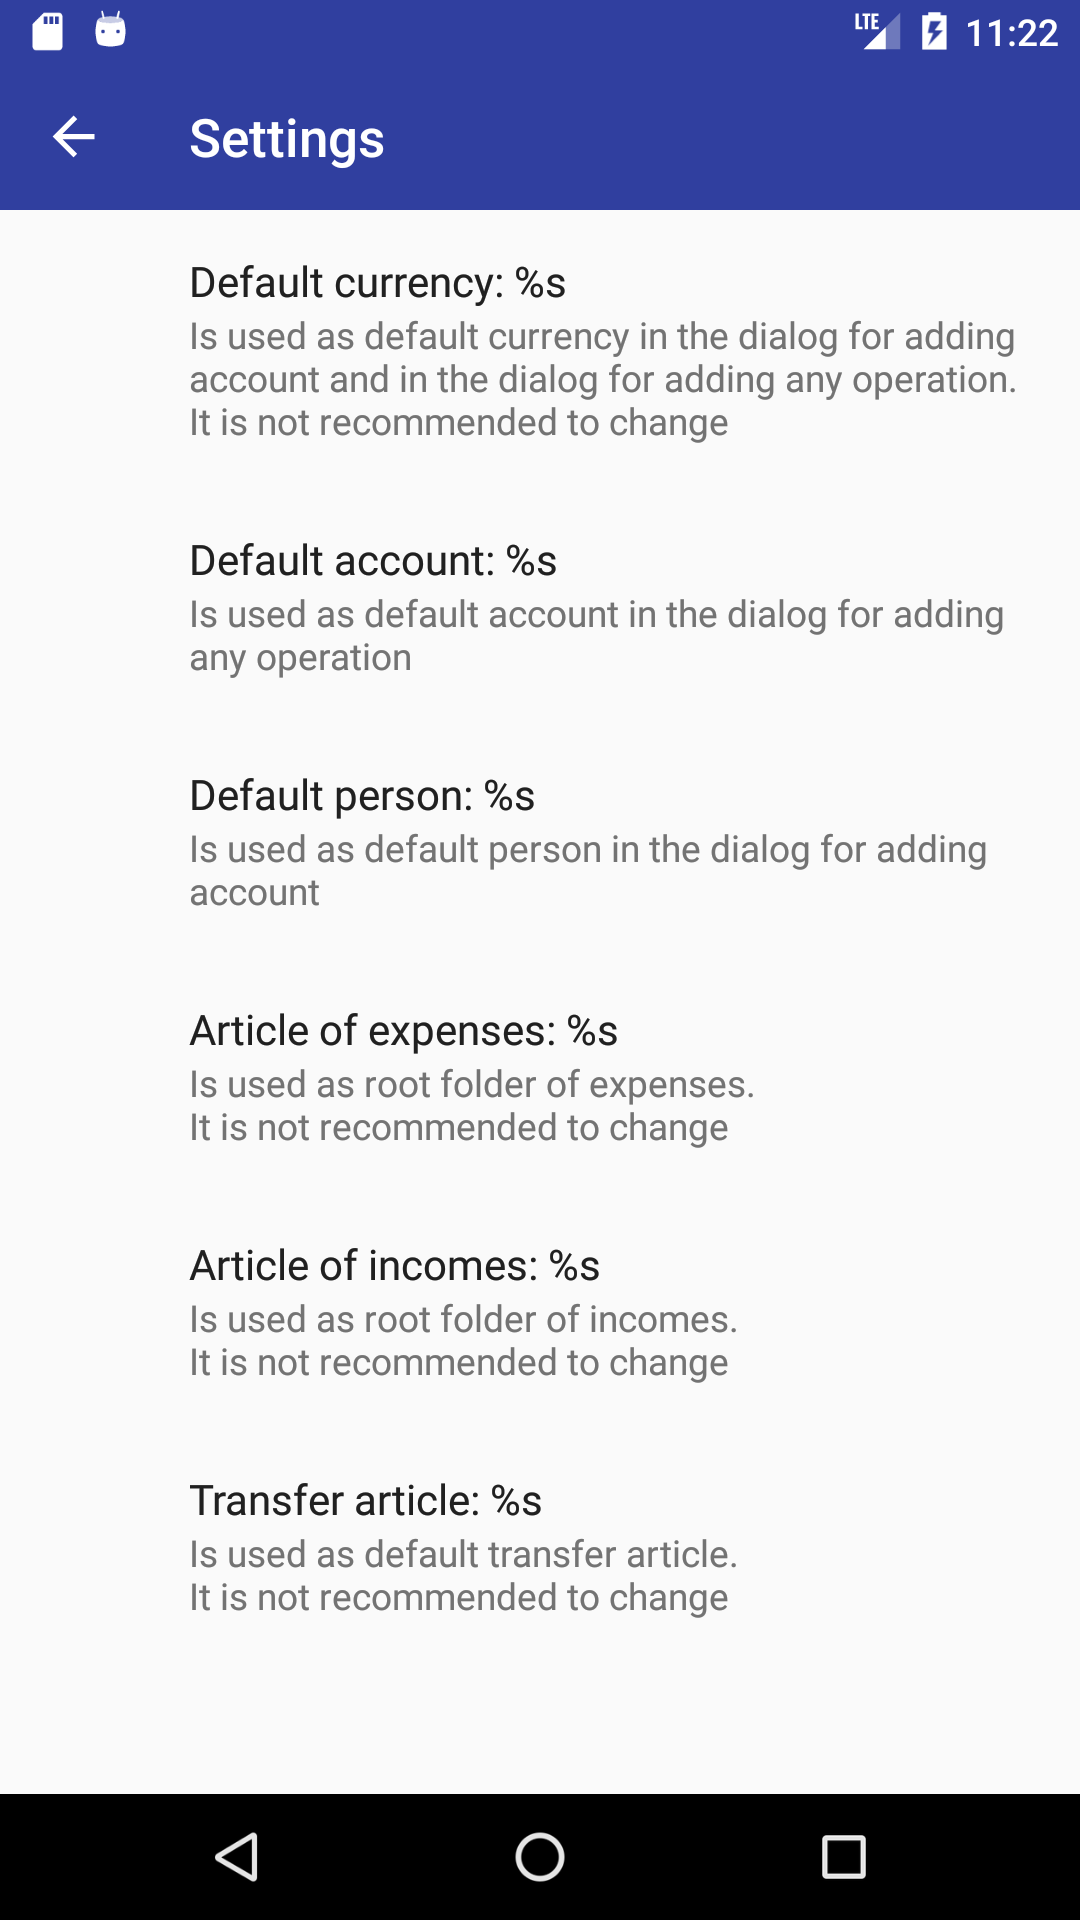 LTE 11:22
Settings
Default currency: %s
Is used as default currency in the dialog for adding
account and in the dialog for adding any operation.
It is not recommended to change
Default account: %s
Is used as default account in the dialog for adding
any operation
Default person: %s
Is used as default person in the dialog for adding
account
Article of expenses: %s
Is used as root folder of expenses.
It is not recommended to change
Article of incomes: %s
Is used as root folder of incomes.
It is not recommended to change
Transfer article: %s
Is used as default transfer article.
It is not recommended to change